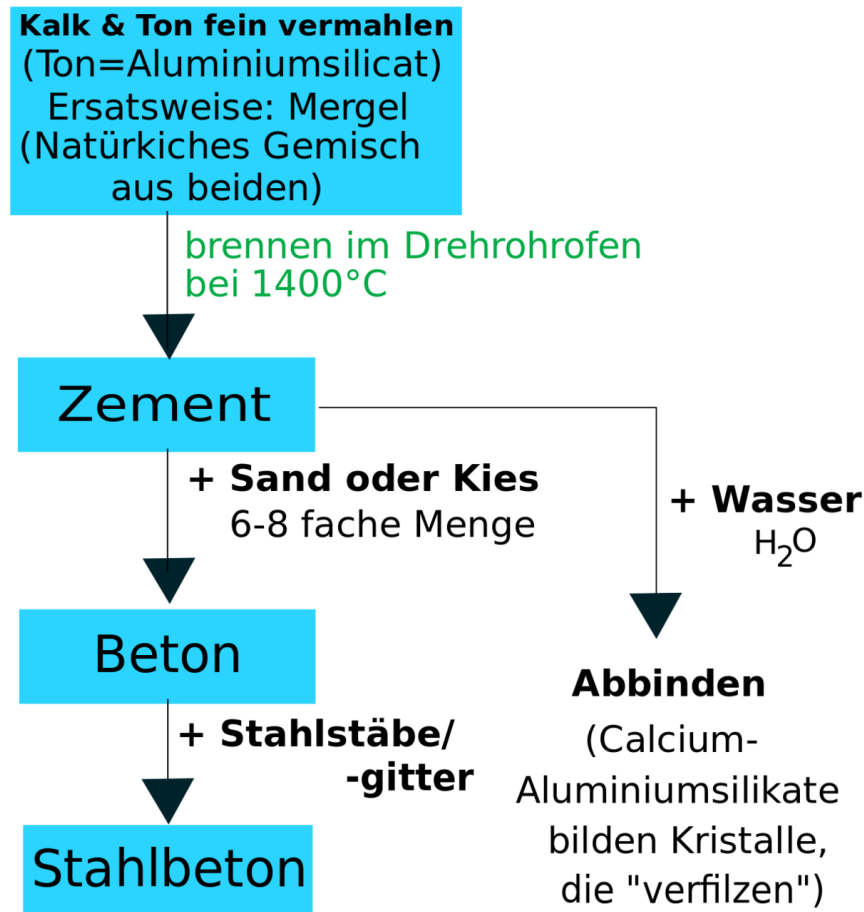 Kalk & Ton fein vermahlen
(Ton=Aluminiumsilicat)
Ersatsweise: Mergel
(Natürkiches Gemisch
aus beiden)
brennen im Drehrohrofen
bei 1400°C
Zement
+ Sand oder Kies
6-8 fache Menge
+ Wasser
H₂O
Beton
+ Stahlstäbe/
-gitter
Stahlbeton
Abbinden
(Calcium-
Aluminiumsilikate
bilden Kristalle,
die "verfilzen")